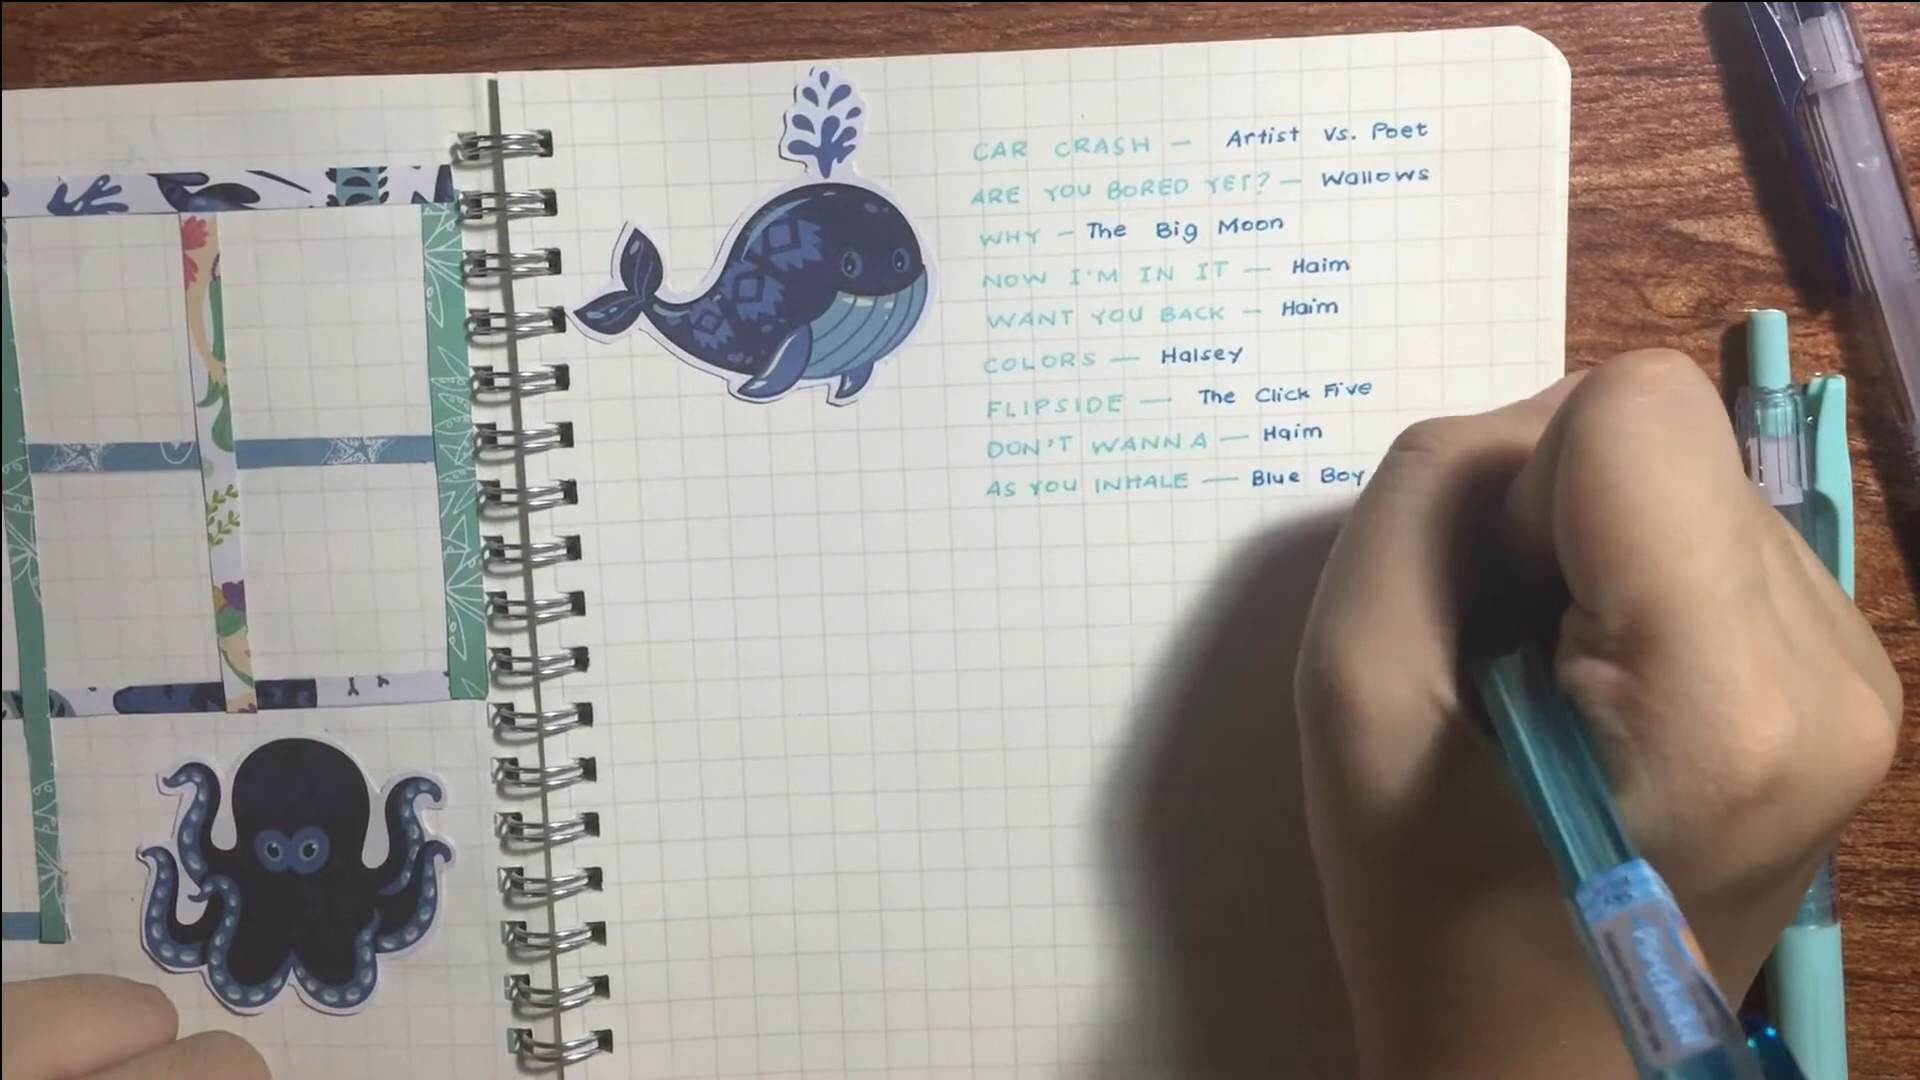 CAR CRASH — Artist vs. Poet
ARE YOU BORED YET? — Wallows
WHY — The Big Moon
NOW I'M IN IT — Haim
WANT YOU BACK — Haim
COLORS — Halsey
FLIPSIDE — The Click Five
DON'T WANNA — Haim
AS YOU INHALE — Blue Boy